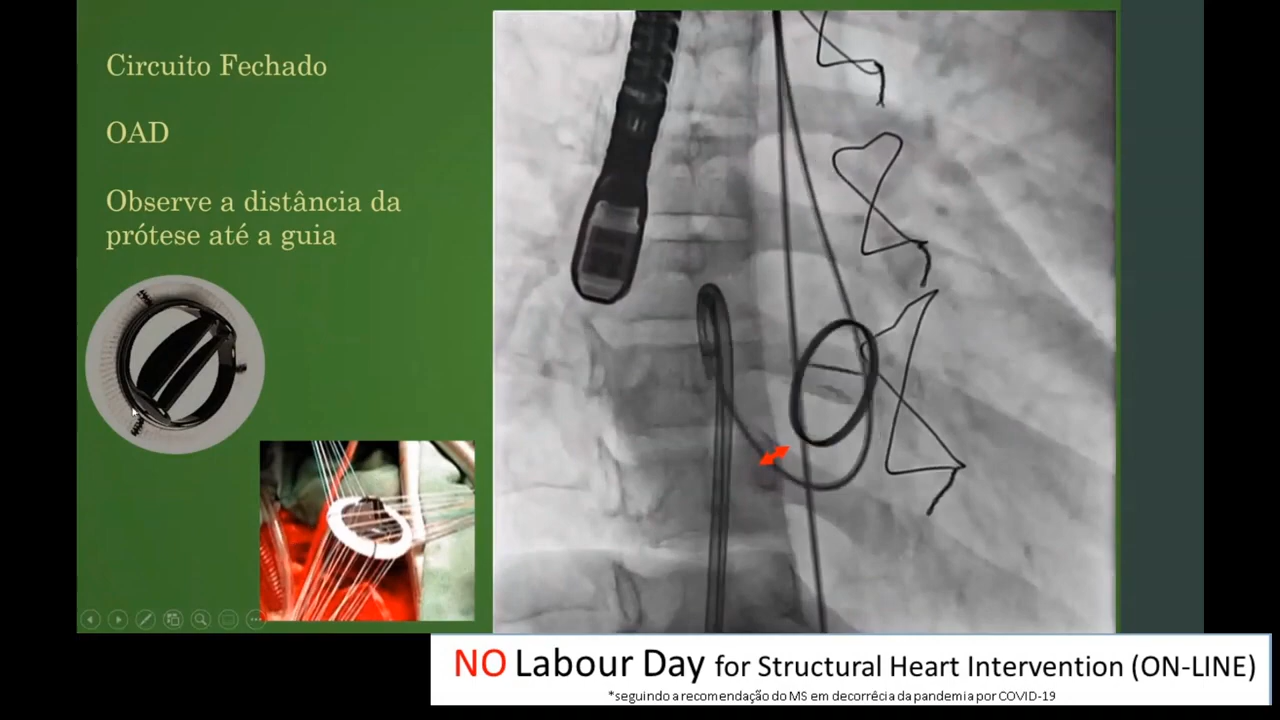 Circuito Fechado
OAD
Observe a distância da
prótese até a guia
NO Labour Day for Structural Heart Intervention (ON-LINE)
*seguindo a recomendação do MS em decorrêcia da pandemia por COVID-19